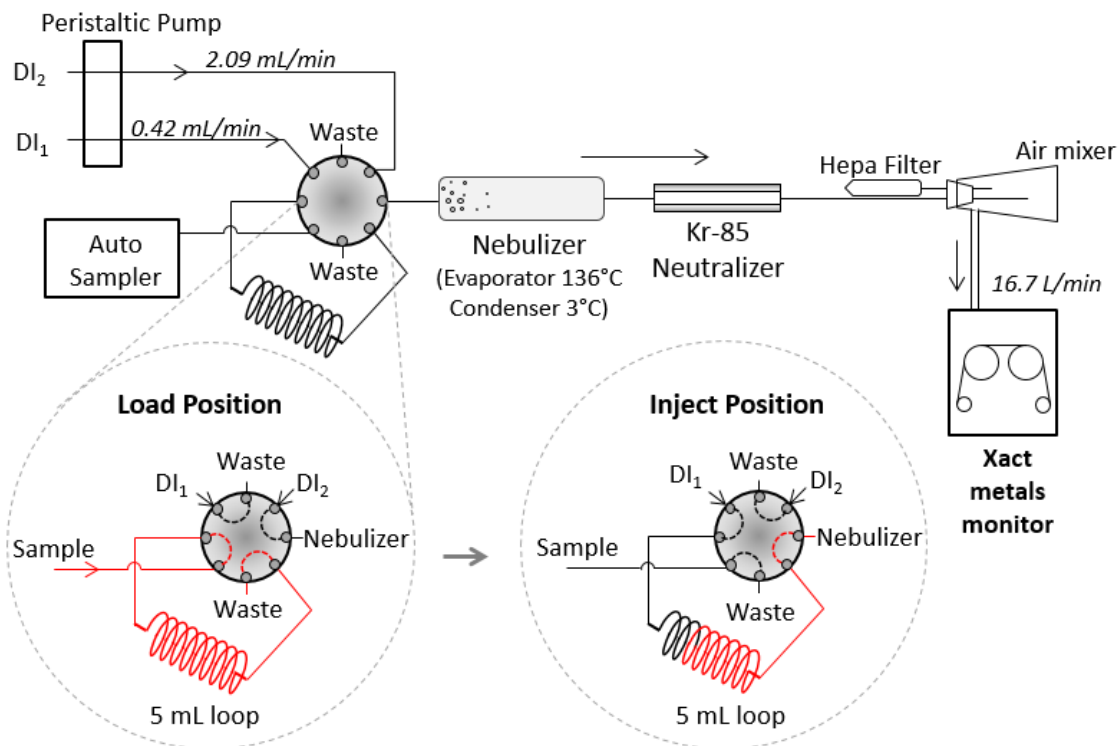 Peristaltic Pump
DI₂
2.09 mL/min
DI₁
0.42 mL/min
Waste
Auto
Sampler
Waste
Nebulizer
(Evaporator 136°C
Condenser 3°C)
Kr-85
Neutralizer
Hepa Filter
Air mixer
16.7 L/min
Xact
metals
monitor
Load Position
Waste
DI₁
DI₂
Nebulizer
Sample
Waste
5 mL loop
Inject Position
Waste
DI₁
DI₂
Nebulizer
Sample
Waste
5 mL loop